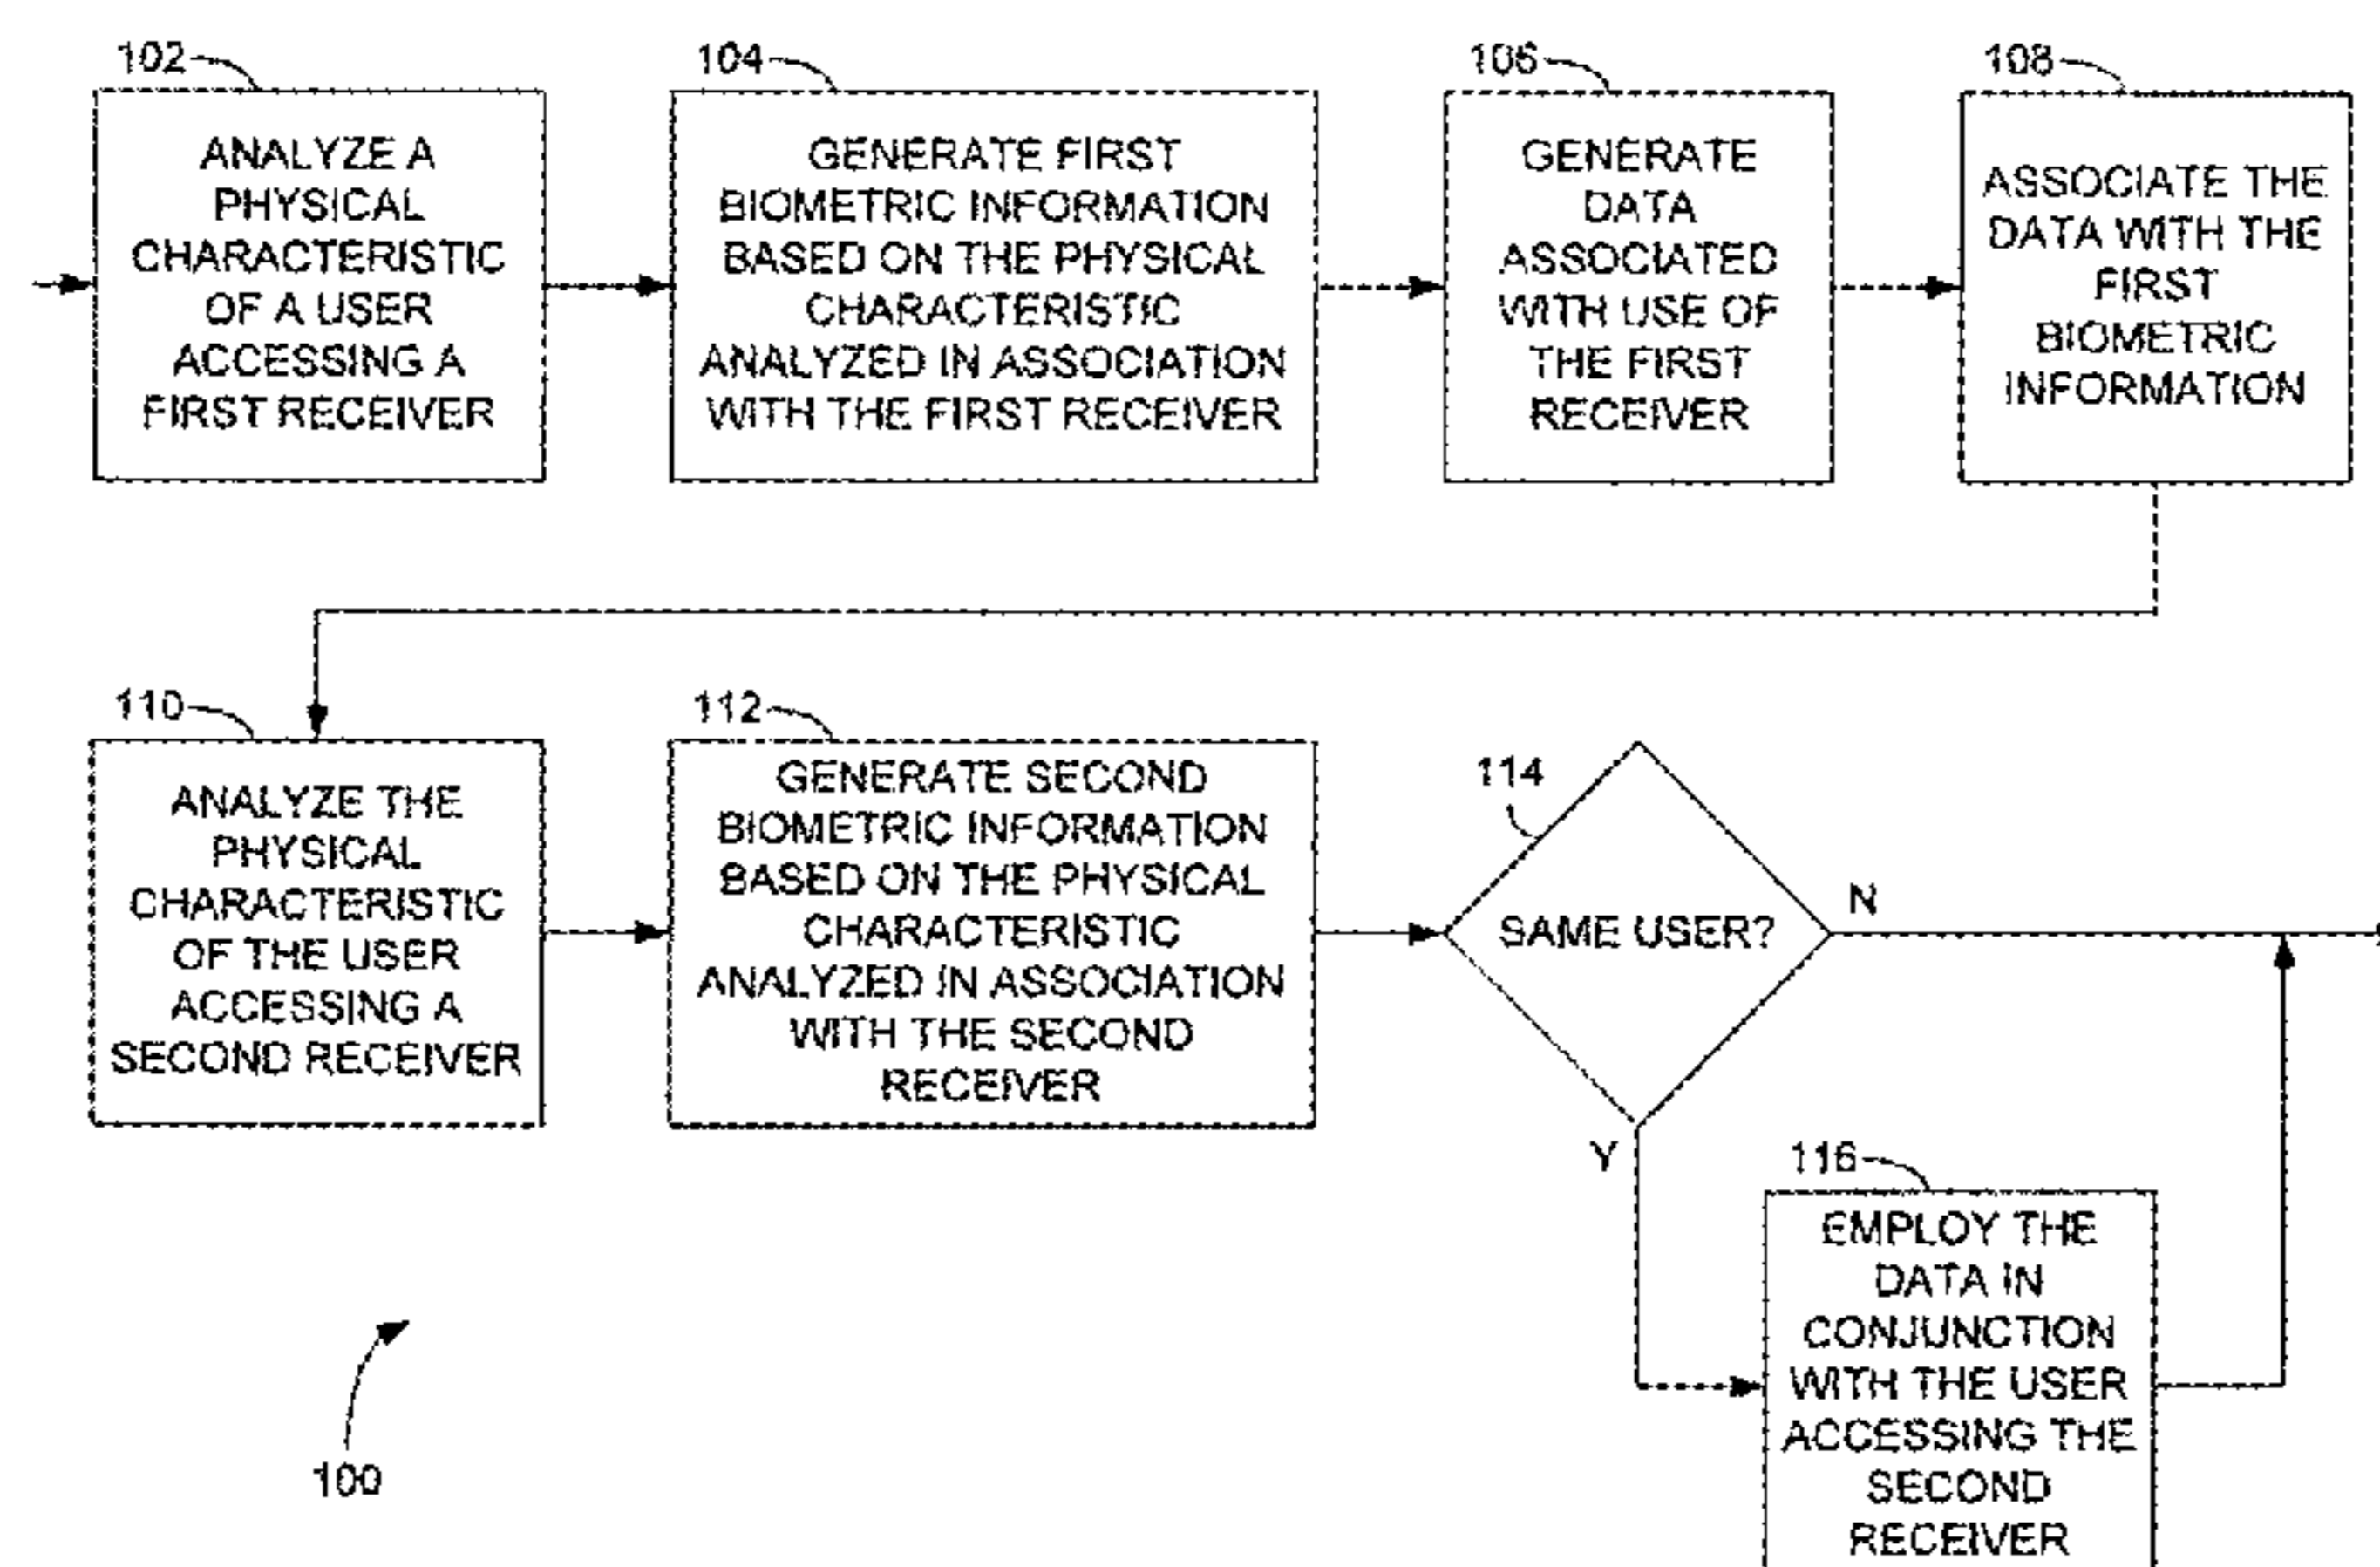 102
ANALYZE A
PHYSICAL
CHARACTERISTIC
OF A USER
ACCESSING A
FIRST RECEIVER
104
GENERATE FIRST
BIOMETRIC INFORMATION
BASED ON THE PHYSICAL
CHARACTERISTIC
ANALYZED IN ASSOCIATION
WITH THE FIRST RECEIVER
106
GENERATE
DATA
ASSOCIATED
WITH USE OF
THE FIRST
RECEIVER
108
ASSOCIATE THE
DATA WITH THE
FIRST
BIOMETRIC
INFORMATION
110
ANALYZE THE
PHYSICAL
CHARACTERISTIC
OF THE USER
ACCESSING A
SECOND RECEIVER
112
GENERATE SECOND
BIOMETRIC INFORMATION
BASED ON THE PHYSICAL
CHARACTERISTIC
ANALYZED IN ASSOCIATION
WITH THE SECOND
RECEIVER
114
SAME USER?
N
Y
116
EMPLOY THE
DATA IN
CONJUNCTION
WITH THE USER
ACCESSING THE
SECOND
RECEIVER
100